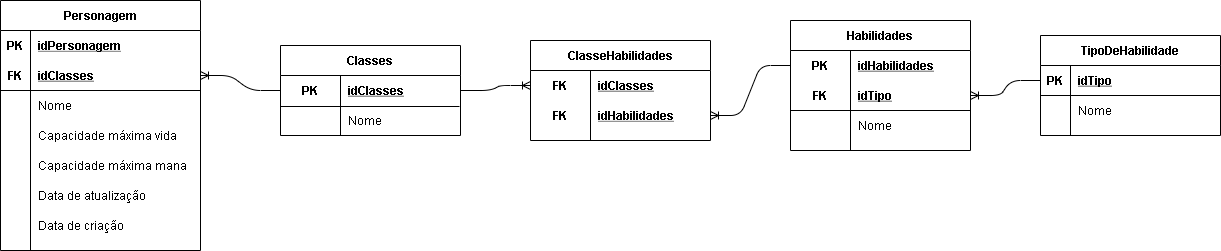 Personagem
PK idPersonagem
FK idClasses
Nome
Capacidade máxima vida
Capacidade máxima mana
Data de atualização
Data de criação
Classes
PK idClasses
Nome
ClasseHabilidades
FK idClasses
FK idHabilidades
Habilidades
PK idHabilidades
FK idTipo
Nome
TipoDeHabilidade
PK idTipo
Nome